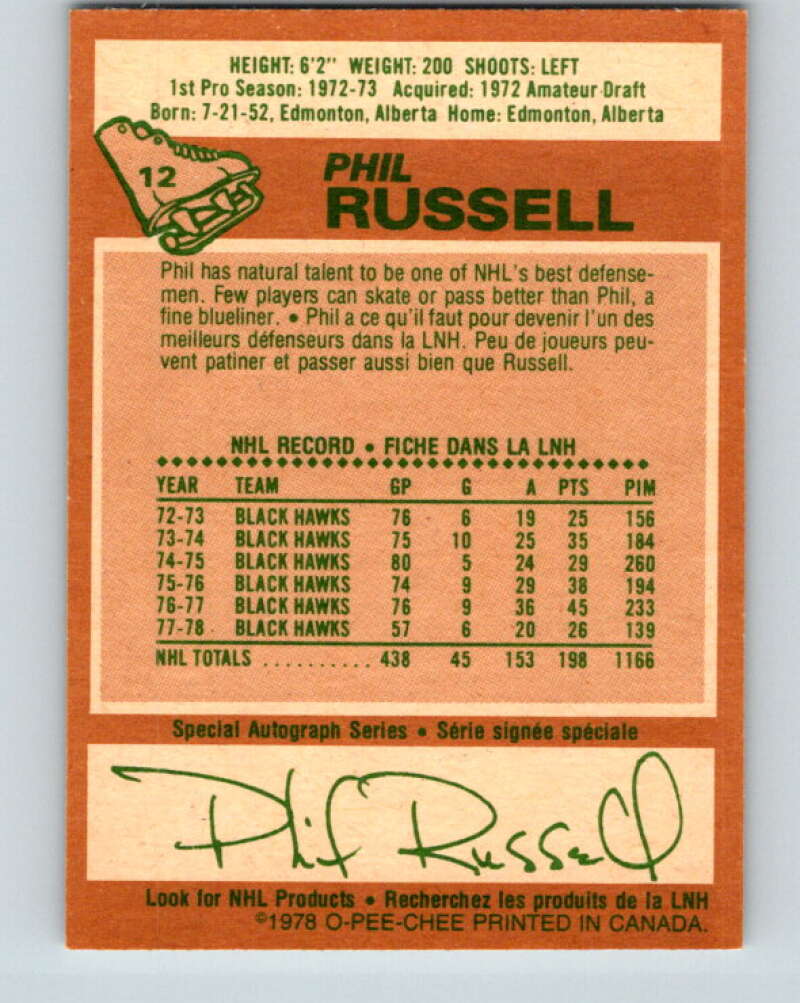 HEIGHT: 6'2" WEIGHT: 200 SHOOTS: LEFT
1st Pro Season: 1972-73 Acquired: 1972 Amateur Draft
Born: 7-21-52, Edmonton, Alberta Home: Edmonton, Alberta
12
PHIL
RUSSELL
Phil has natural talent to be one of NHL's best defense-
men. Few players can skate or pass better than Phil, a
fine blueliner. • Phil a ce qu'il faut pour devenir l'un des
meilleurs défenseurs dans la LNH. Peu de joueurs peu-
vent patiner et passer aussi bien que Russell.
NHL RECORD • FICHE DANS LA LNH
YEAR TEAM GP G A PTS PIM
72-73 BLACK HAWKS 76 6 19 25 156
73-74 BLACK HAWKS 75 10 25 35 184
74-75 BLACK HAWKS 80 5 24 29 260
75-76 BLACK HAWKS 74 9 29 38 194
76-77 BLACK HAWKS 76 9 36 45 233
77-78 BLACK HAWKS 57 6 20 26 139
NHL TOTALS .......... 438 45 153 198 1166
Special Autograph Series • Série signée spéciale
Phil Russell
Look for NHL Products • Recherchez les produits de la LNH
©1978 O-PEE-CHEE PRINTED IN CANADA.